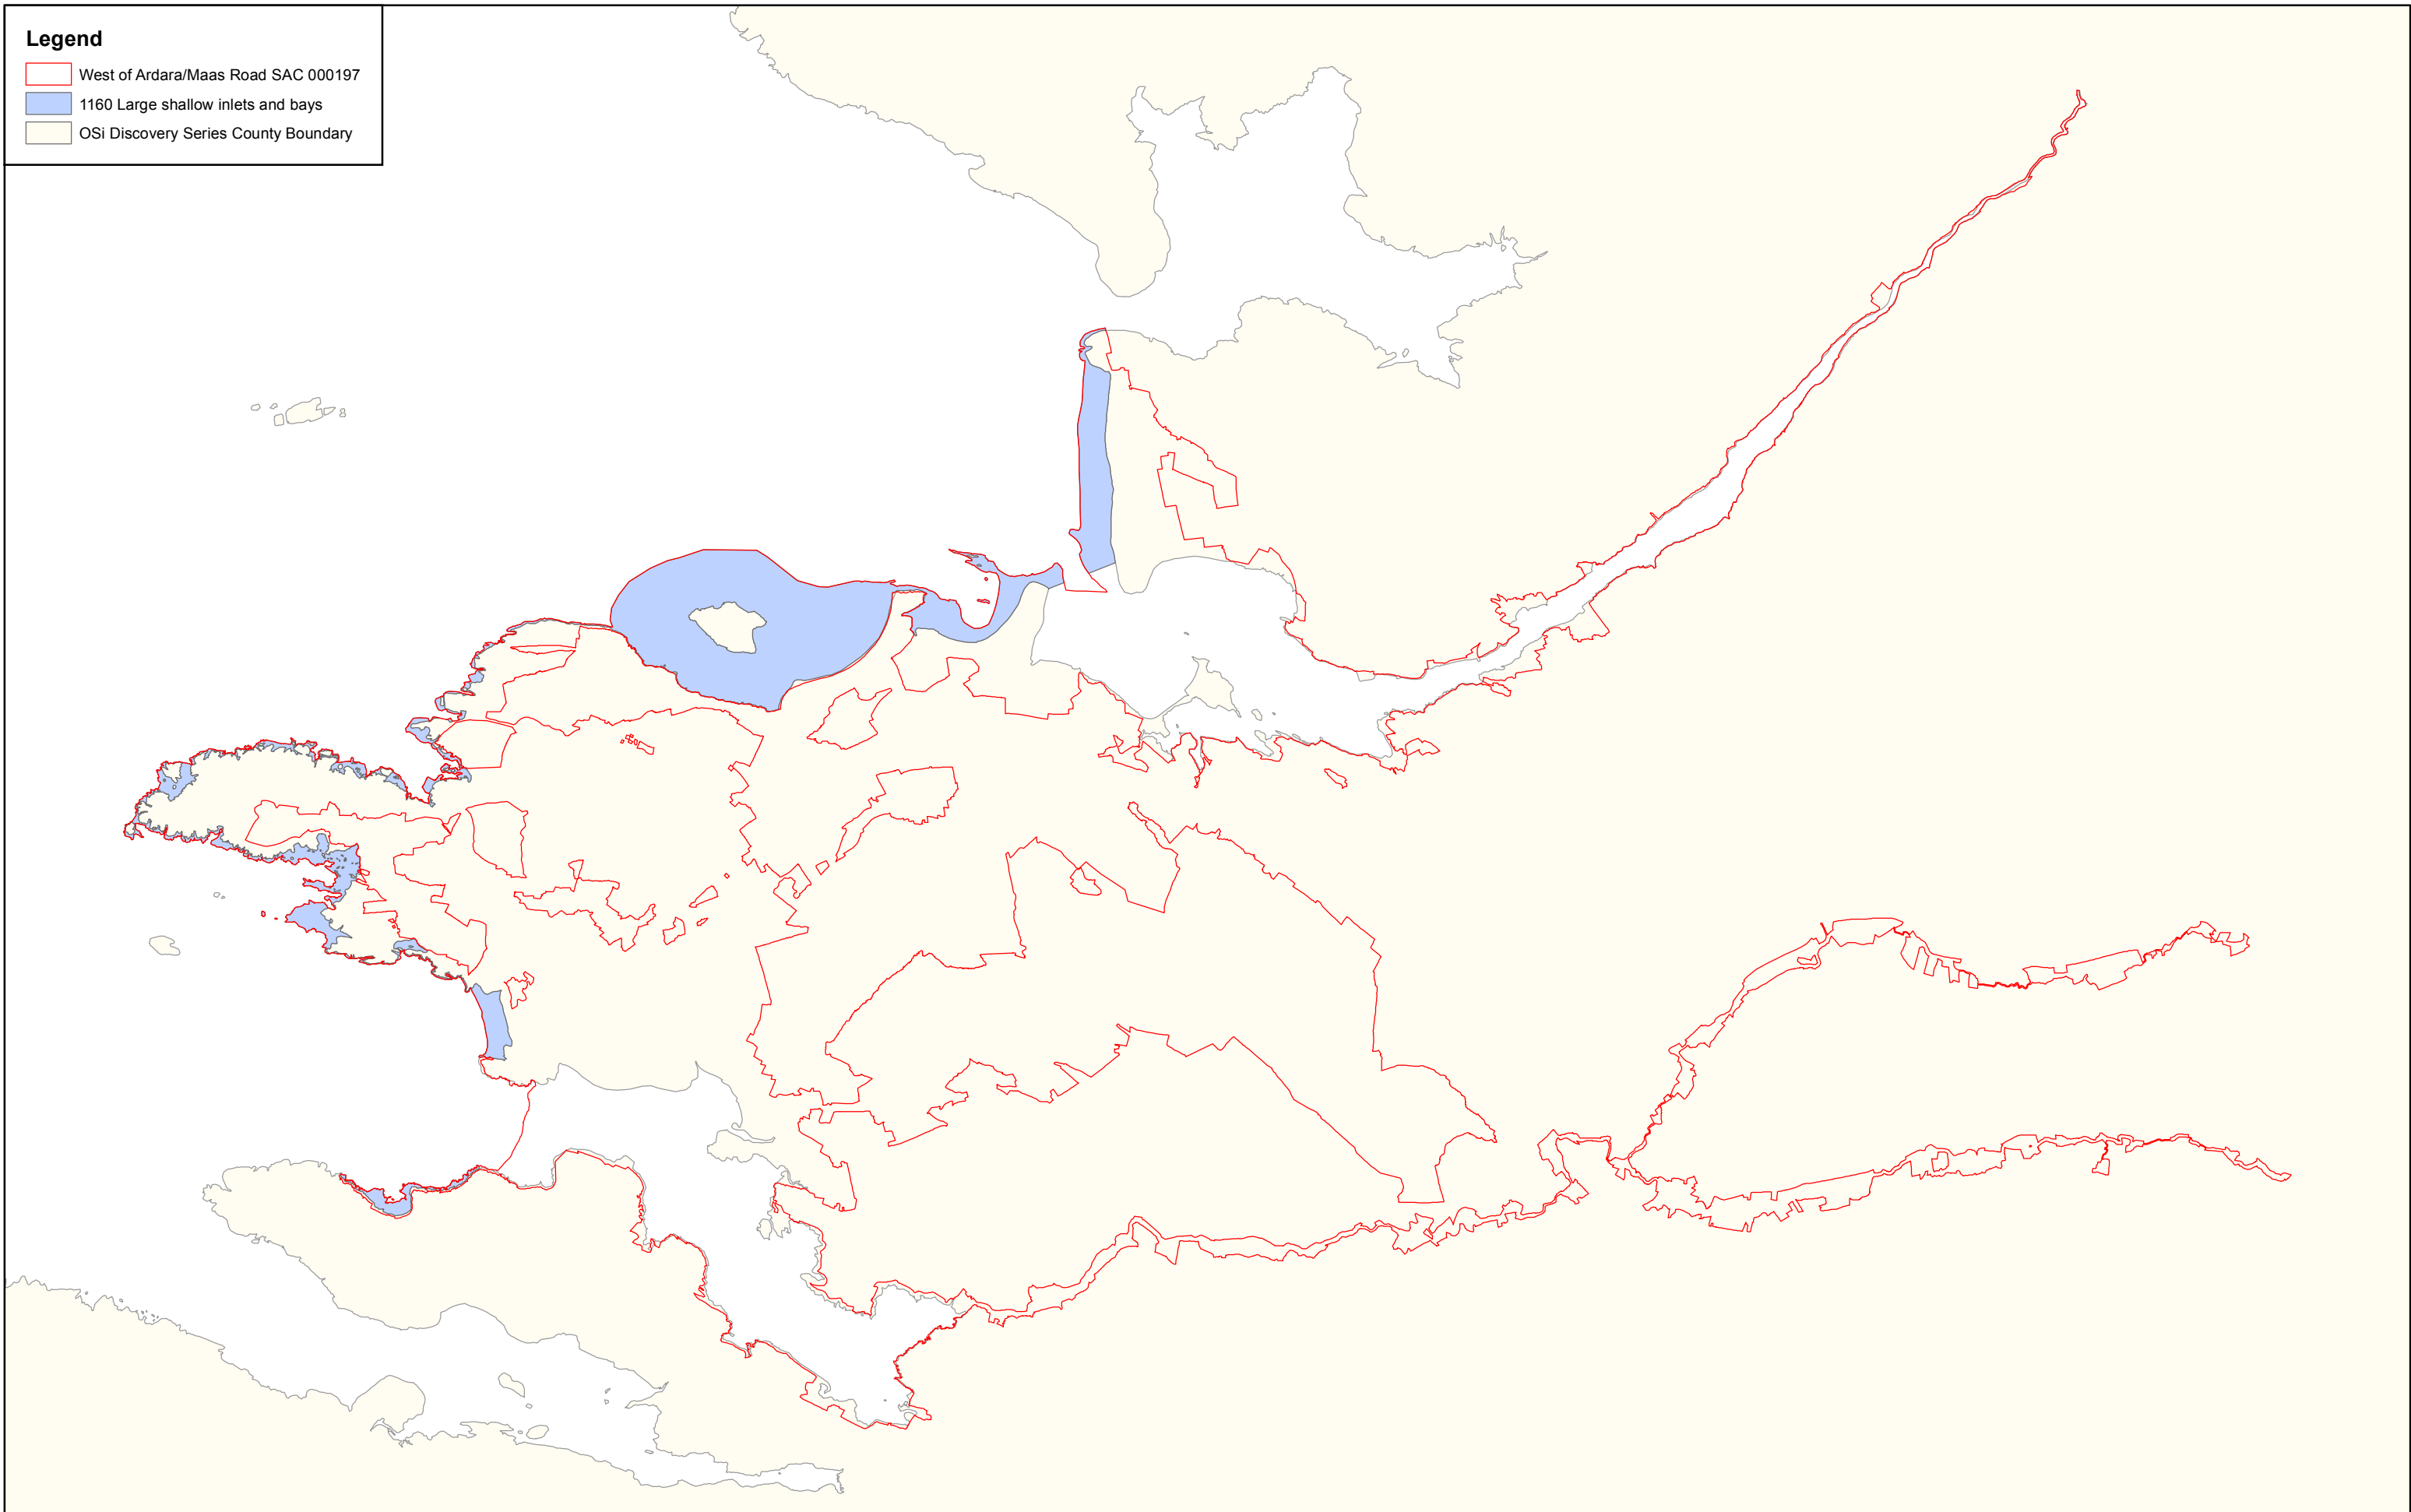 Legend
West of Ardara/Maas Road SAC 000197
1160 Large shallow inlets and bays
OSi Discovery Series County Boundary